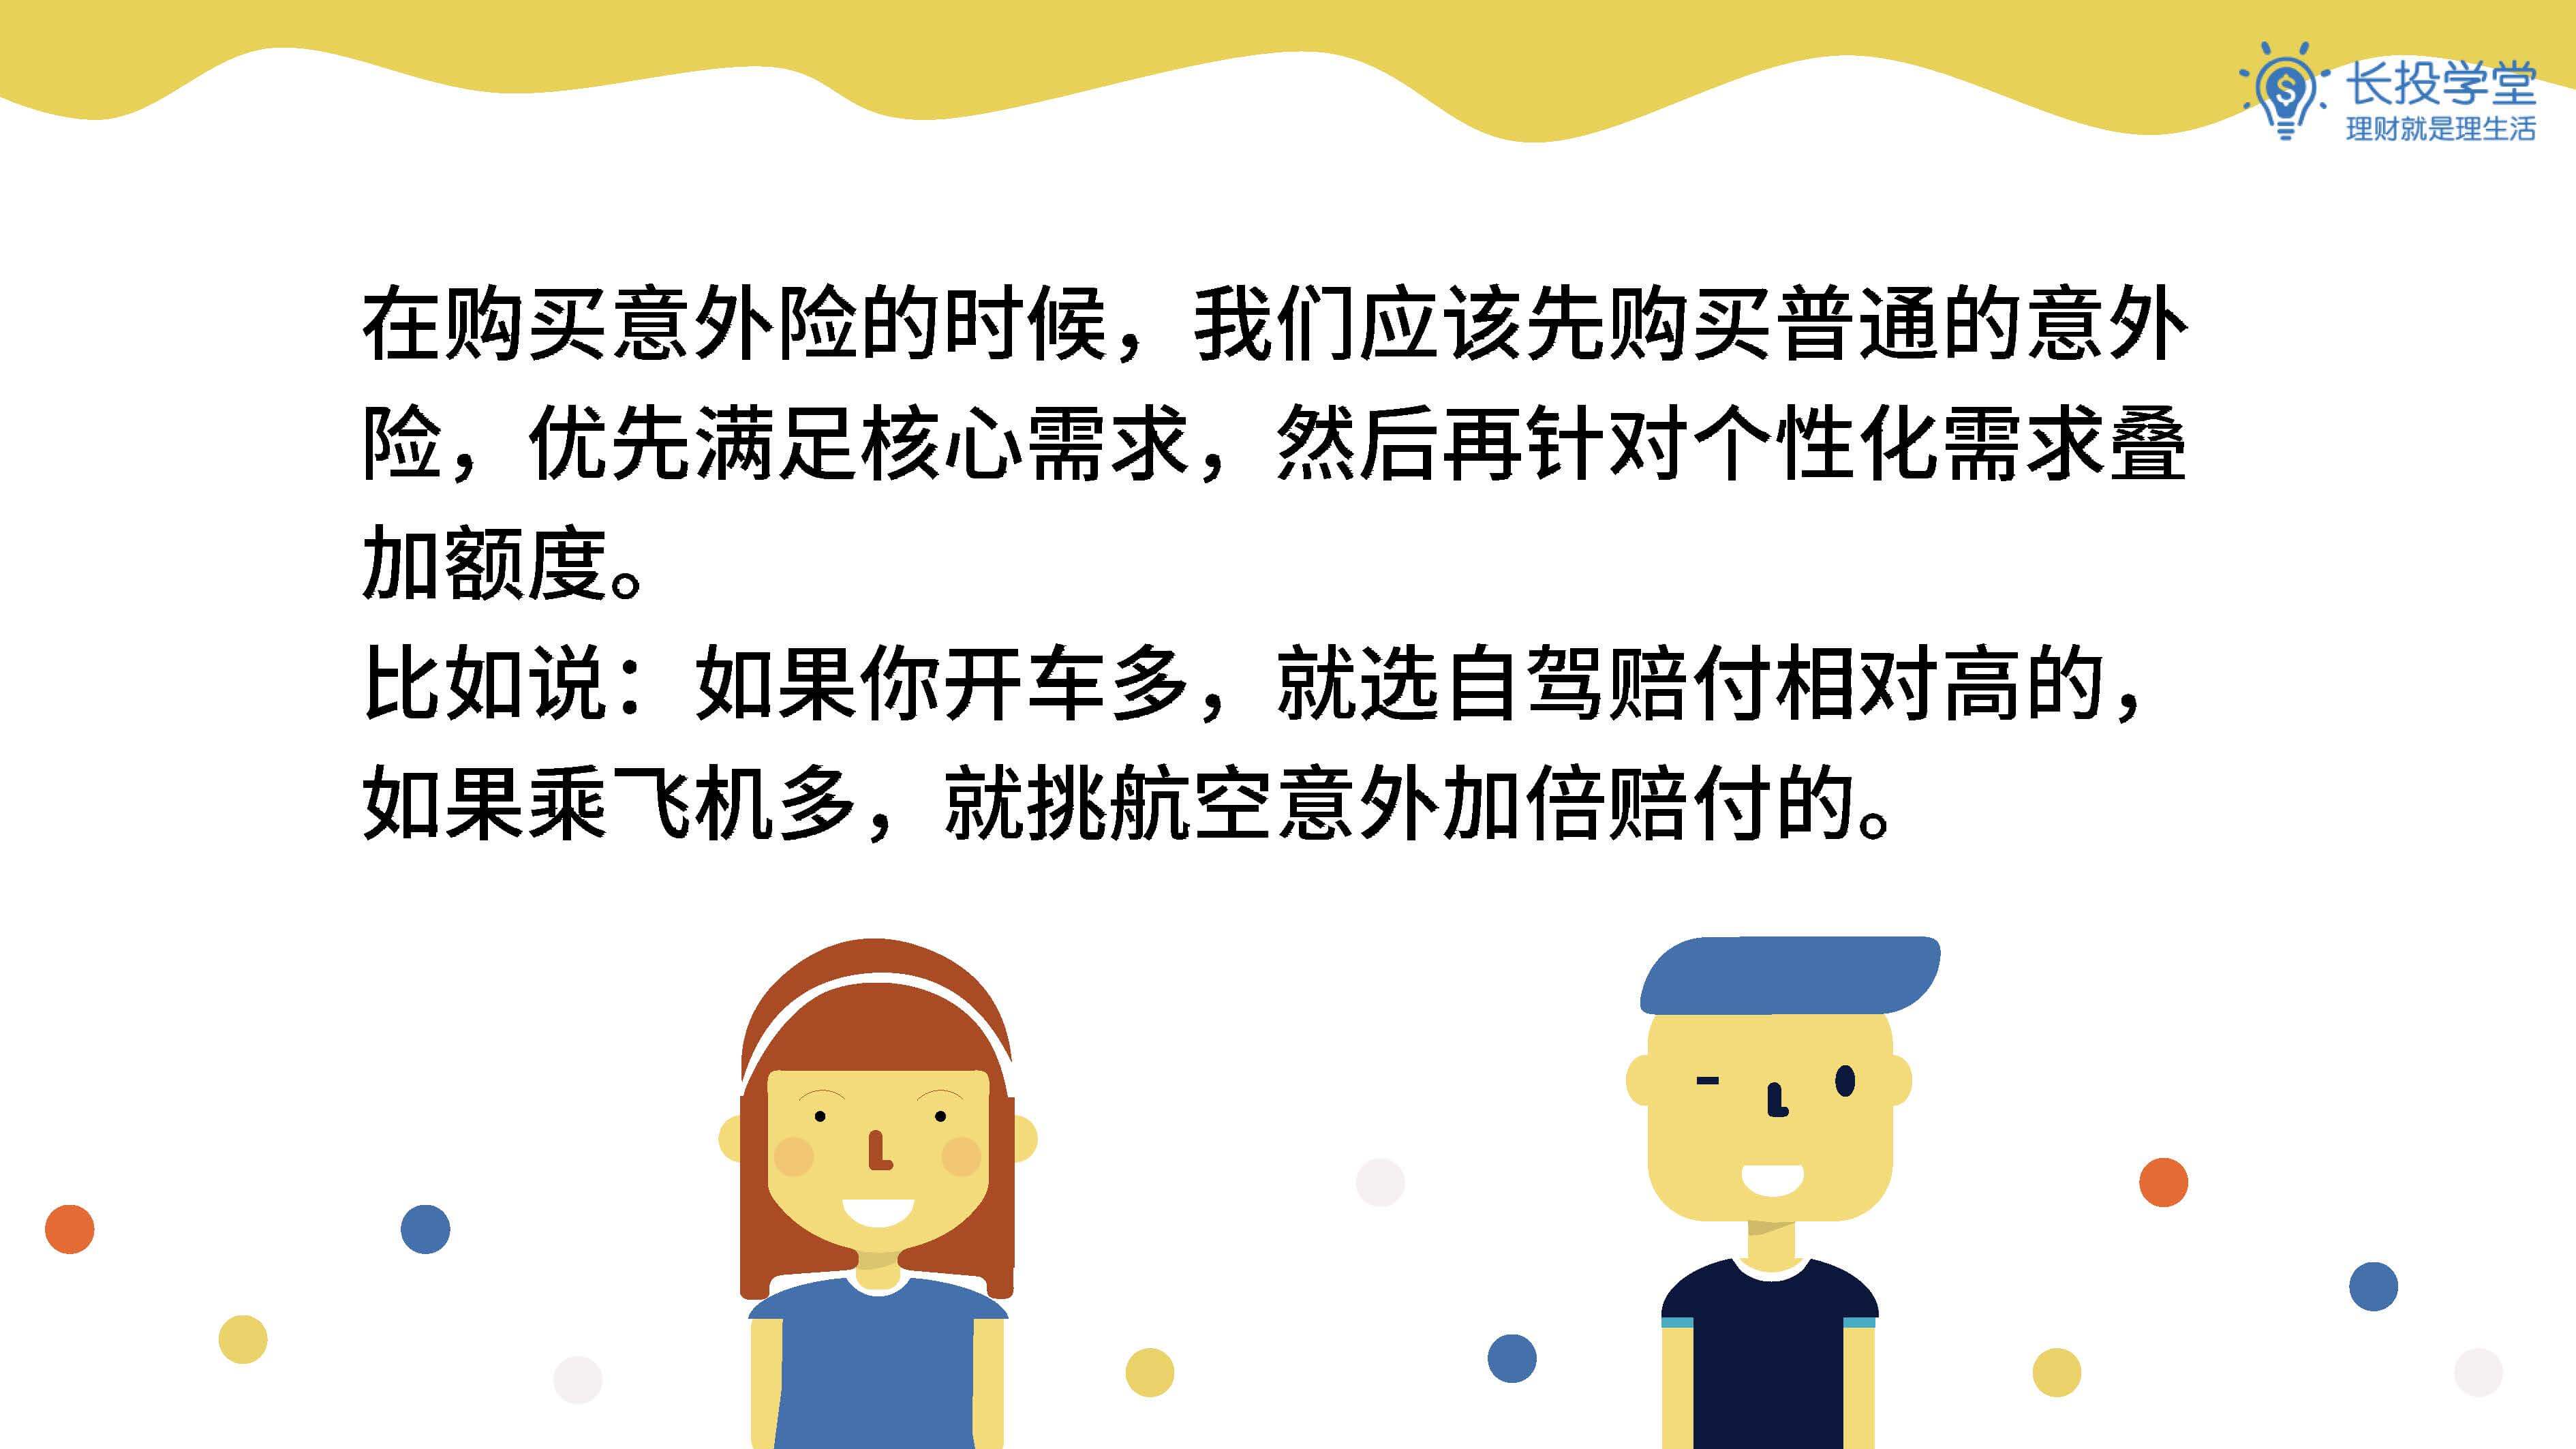 长投学堂
理财就是理生活
在购买意外险的时候，我们应该先购买普通的意外
险，优先满足核心需求，然后再针对个性化需求叠
加额度。
比如说：如果你开车多，就选自驾赔付相对高的，
如果乘飞机多，就挑航空意外加倍赔付的。